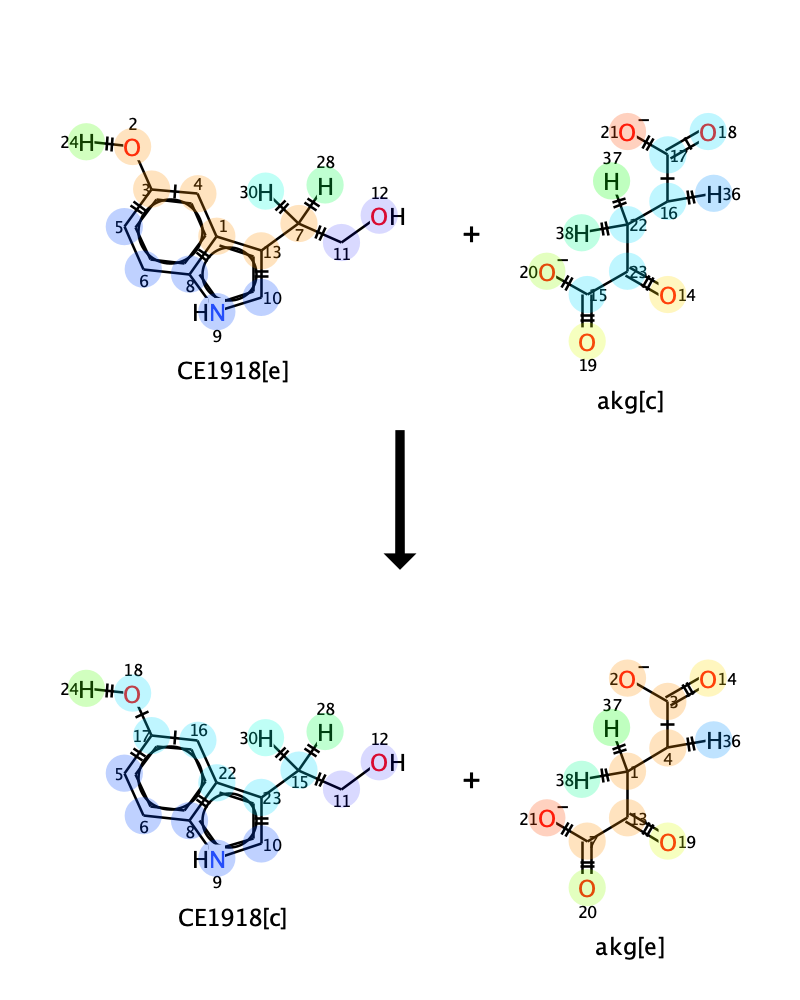 2
24H O
3 4
28
30H H
12
OH
5 1 7
13 11
6 8 10
HN
9
CE1918[e]
+
21O− O18
37 17
H
H36
16
38H 22
20O− 23
15 O14
O
19
akg[c]
18
24H O
17 16
28
30H H
12
OH
5 22 15
23 11
6 8 10
HN
9
CE1918[c]
+
2O− O14
37 3
H
H36
4
38H 1
21O− 13
7 O19
O
20
akg[e]